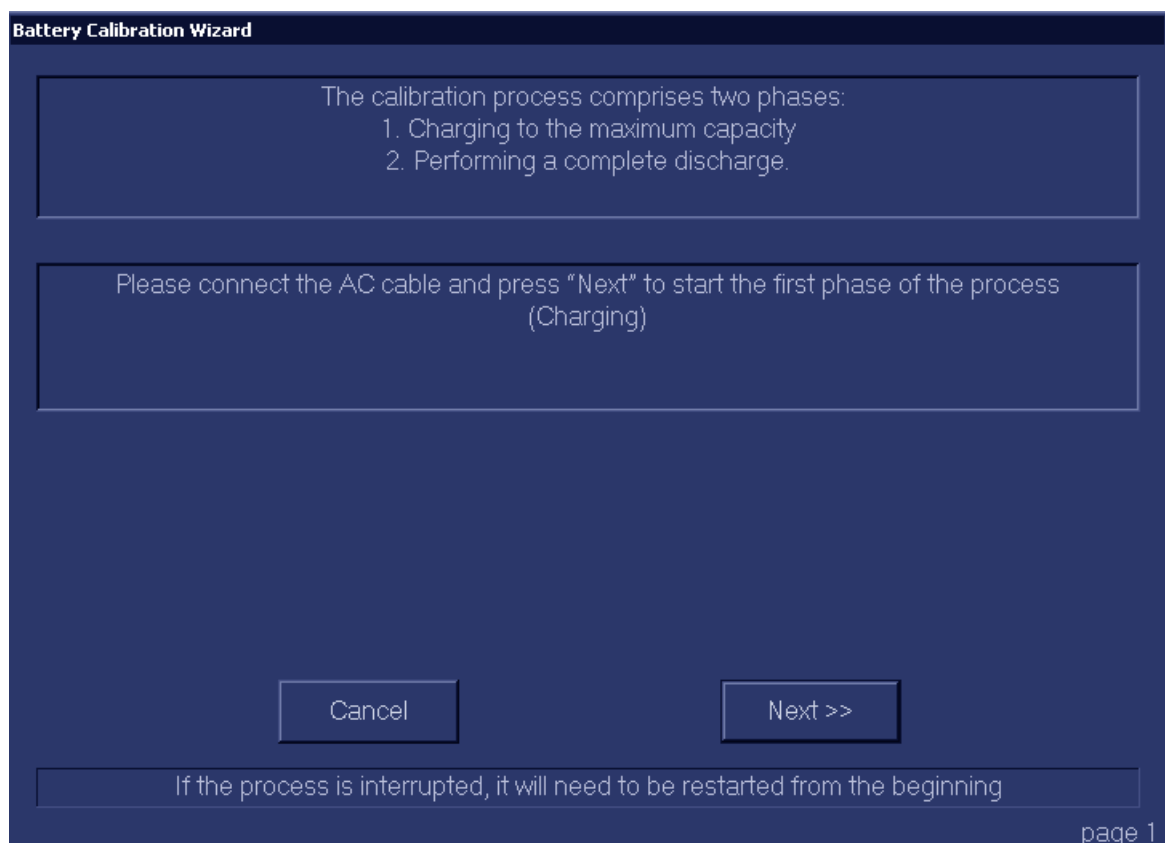 Battery Calibration Wizard
The calibration process comprises two phases:
1. Charging to the maximum capacity
2. Performing a complete discharge.
Please connect the AC cable and press “Next” to start the first phase of the process
(Charging)
Cancel
Next >>
If the process is interrupted, it will need to be restarted from the beginning
page 1